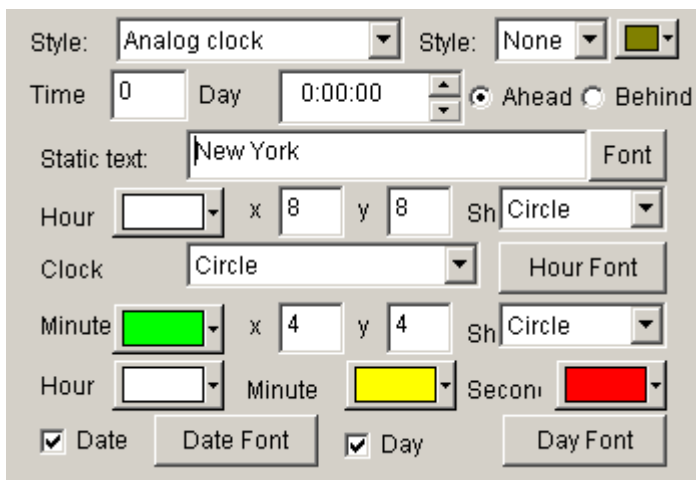 Style: Analog clock Style: None
Time 0 Day 0:00:00 Ahead Behind
Static text: New York Font
Hour x 8 y 8 Sh Circle
Clock Circle Hour Font
Minute x 4 y 4 Sh Circle
Hour Minute Secon
Date Date Font Day Day Font